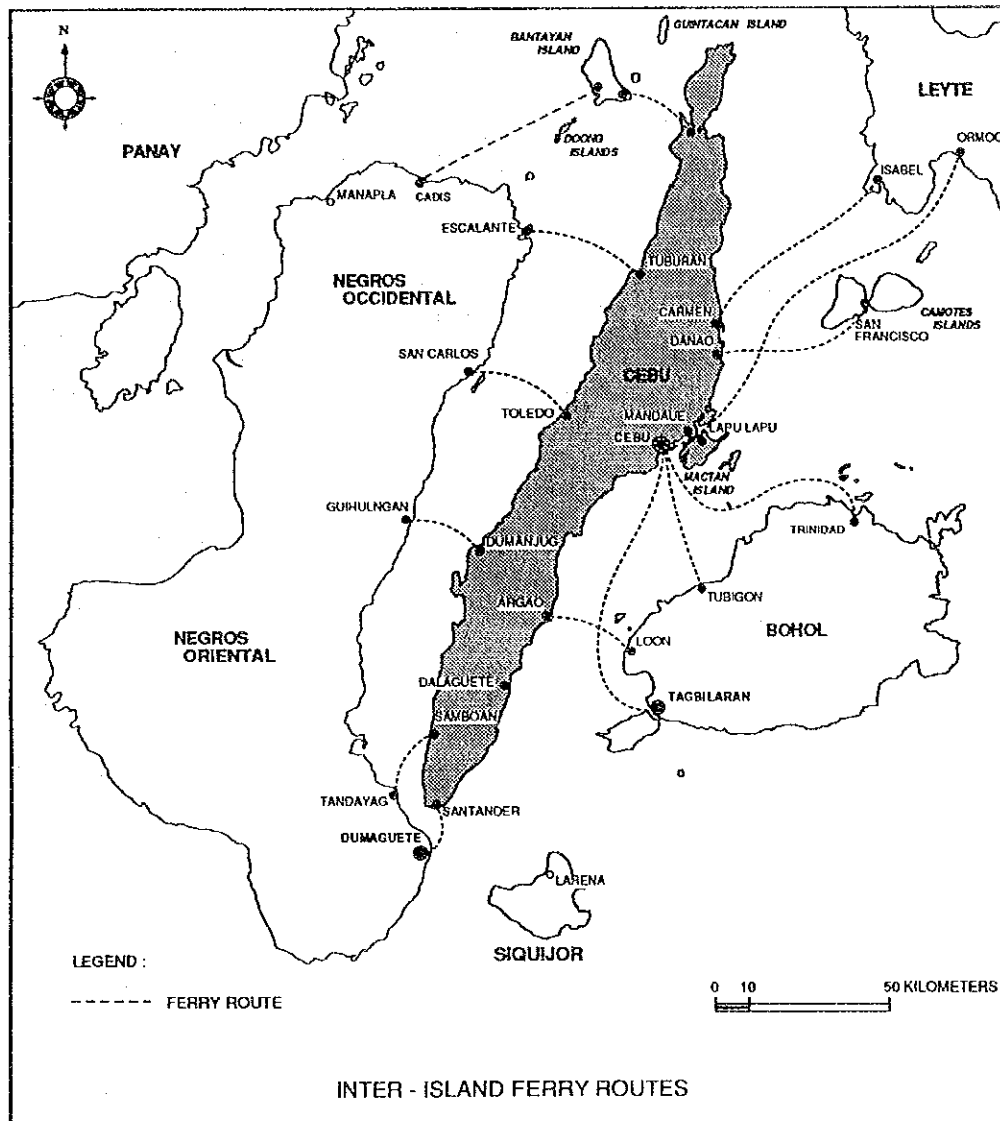 N
BANTAYAN
ISLAND
GUINTACAN ISLAND
LEYTE
PANAY
DOONG
ISLANDS
ORMOC
ISABEL
MANAPLA
CADIS
ESCALANTE
TUBURAN
NEGROS
OCCIDENTAL
CARMEN
CAMOTES
ISLANDS
SAN
FRANCISCO
DANAO
SAN CARLOS
CEBU
TOLEDO
MANDAUE
LAPU LAPU
CEBU
MACTAN
ISLAND
GUIHULNGAN
TRINIDAD
DUMANJUG
TUBIGON
ARGAO
BOHOL
NEGROS
ORIENTAL
LOON
DALAGUETE
TAGBILARAN
SAMBOAN
TANDAYAG
SANTANDER
DUMAGUETE
LARENA
SIQUIJOR
LEGEND :
FERRY ROUTE
0 10 50 KILOMETERS
INTER - ISLAND FERRY ROUTES